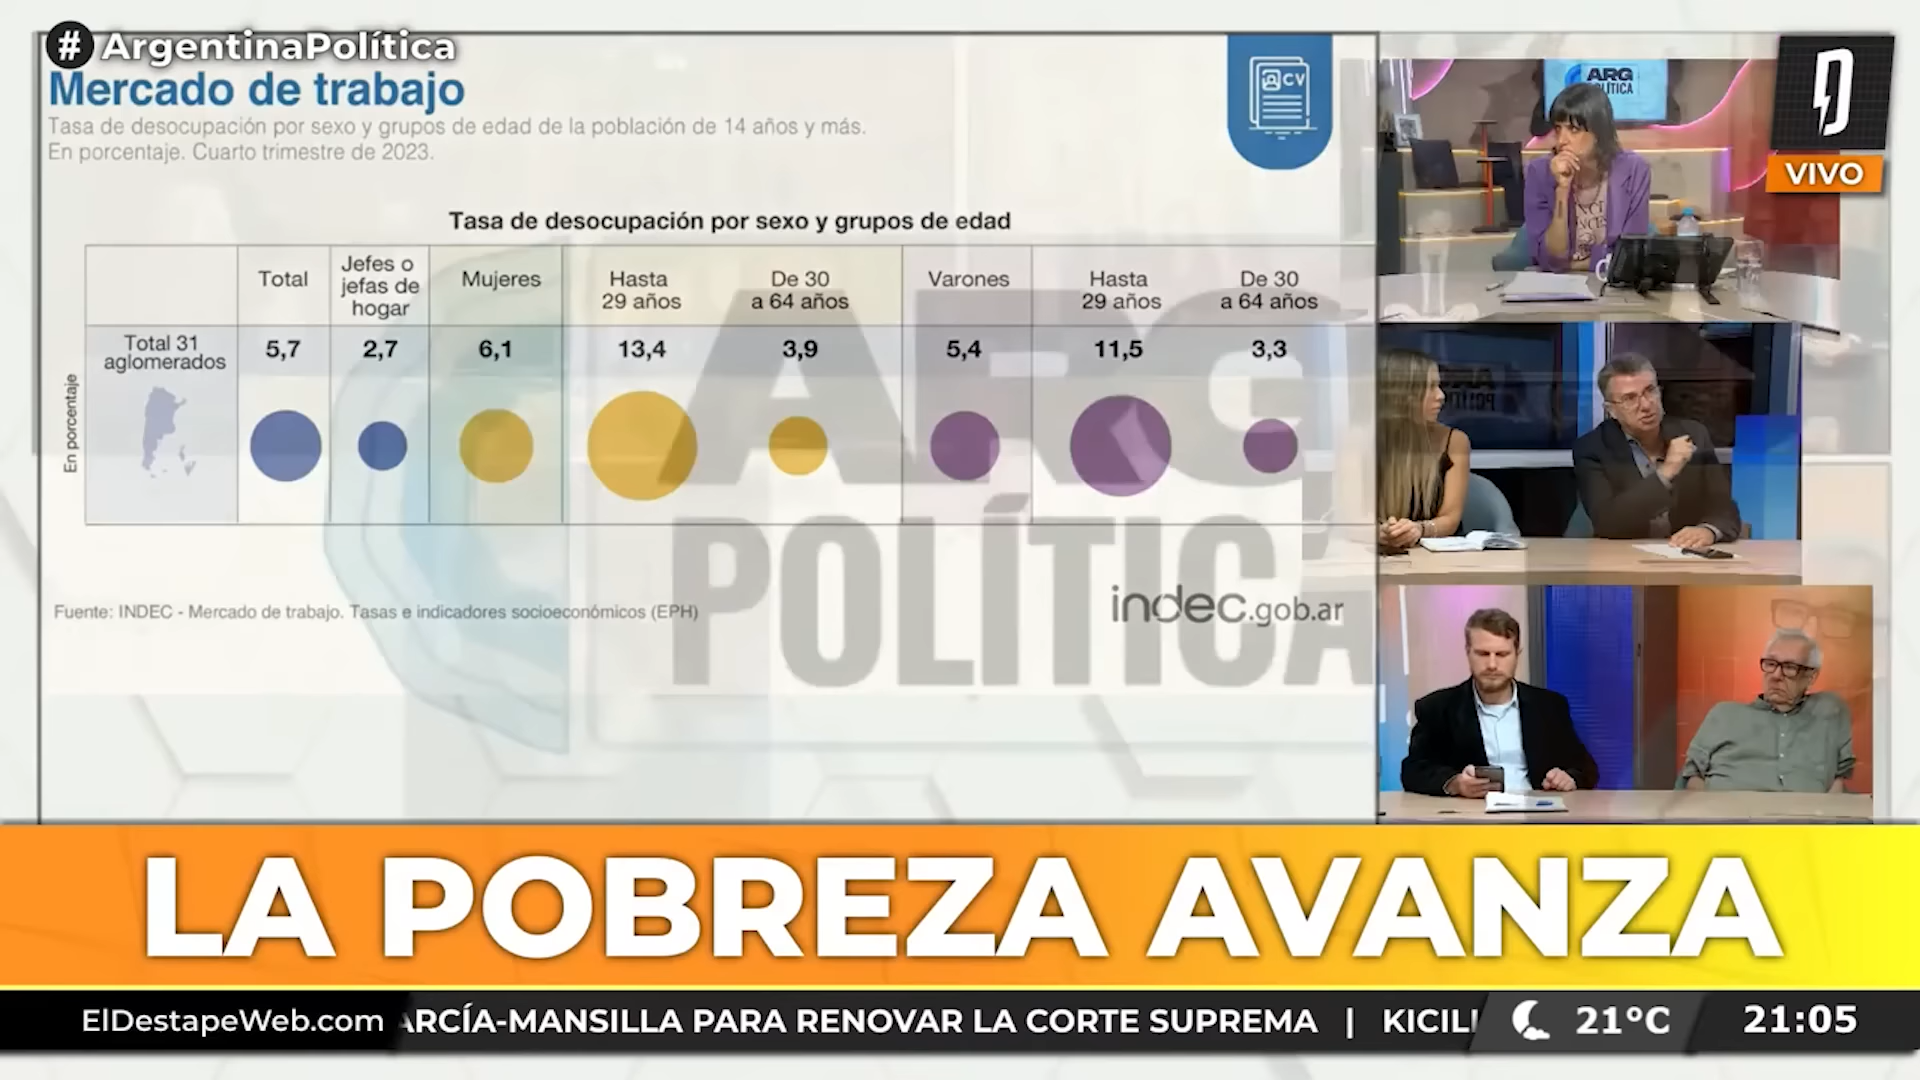 # ArgentinaPolítica
Mercado de trabajo
Tasa de desocupación por sexo y grupos de edad de la población de 14 años y más.
En porcentaje. Cuarto trimestre de 2023.
CV
Tasa de desocupación por sexo y grupos de edad
Total
Jefes o
jefas de
hogar
Mujeres
Hasta
29 años
De 30
a 64 años
Varones
Hasta
29 años
De 30
a 64 años
En porcentaje
Total 31
aglomerados
5,7
2,7
6,1
13,4
3,9
5,4
11,5
3,3
Fuente: INDEC - Mercado de trabajo. Tasas e indicadores socioeconómicos (EPH)
indec.gob.ar
ARG
POLÍTICA
ARG
VIVO
LA POBREZA AVANZA
ElDestapeWeb.com
ARCÍA-MANSILLA PARA RENOVAR LA CORTE SUPREMA | KICILI
21°C
21:05